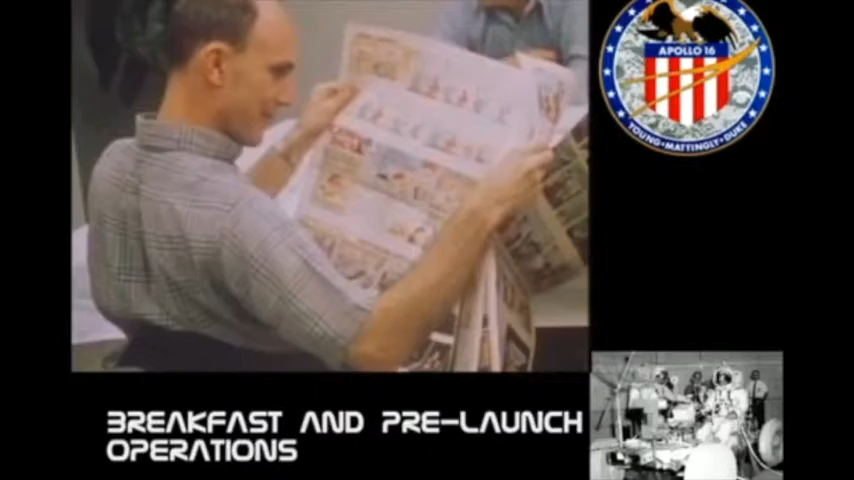 APOLLO 16
YOUNG • MATTINGLY • DUKE
BREAKFAST AND PRE-LAUNCH
OPERATIONS